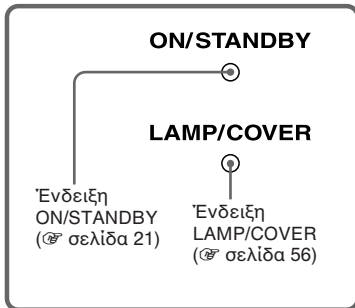 ON/STANDBY
LAMP/COVER
Ένδειξη
ON/STANDBY
(☞ σελίδα 21)
Ένδειξη
LAMP/COVER
(☞ σελίδα 56)